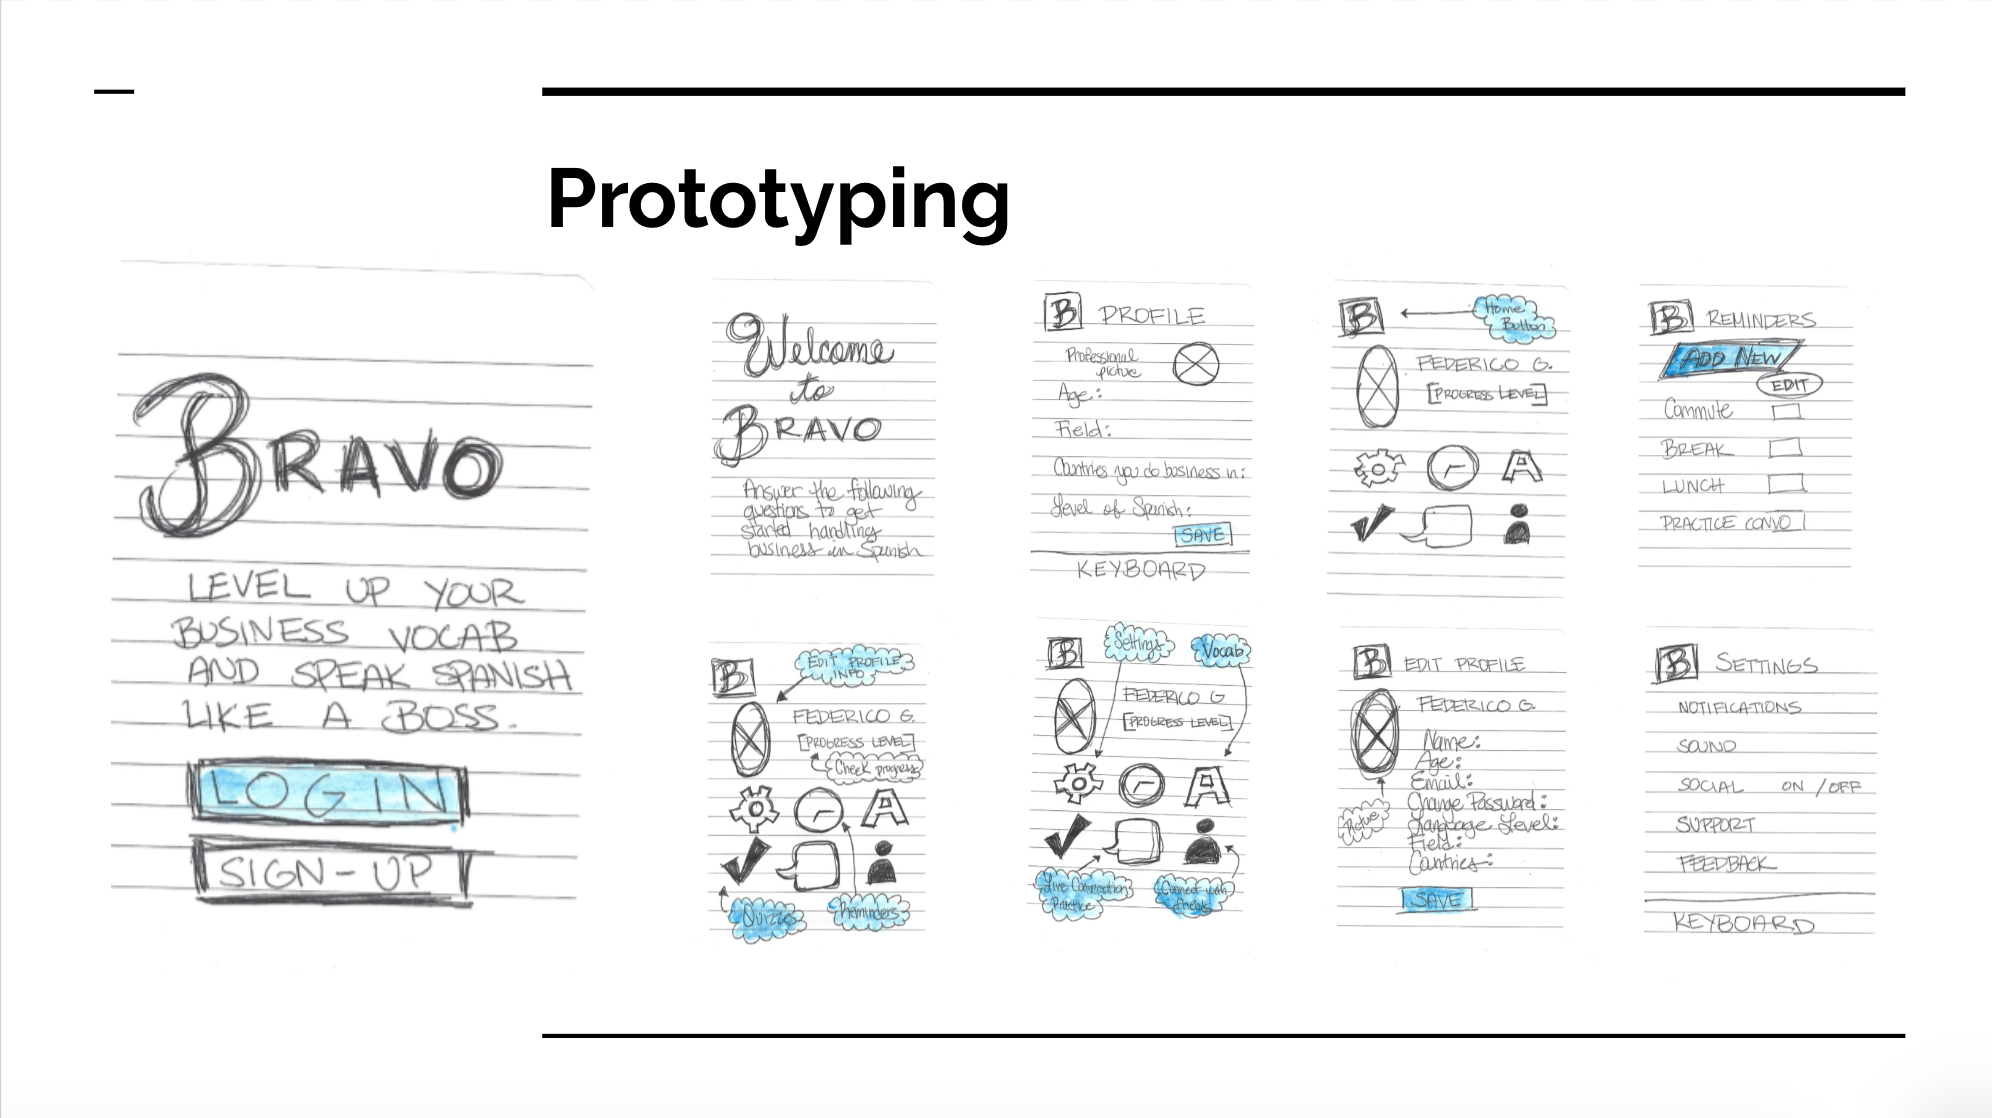 Prototyping
BRAVO
LEVEL UP YOUR
BUSINESS VOCAB
AND SPEAK SPANISH
LIKE A BOSS.
LOGIN
SIGN-UP
Welcome
to
BRAVO
Answer the following
questions to get
started handling
business in Spanish
B PROFILE
Professional
picture
Age:
Field:
Countries you do business in:
Level of Spanish:
SAVE
KEYBOARD
B
Home
Button
FEDERICO G.
[PROGRESS LEVEL]
A
B REMINDERS
ADD NEW
EDIT
Commute
BREAK
LUNCH
PRACTICE CONVO
B
EDIT PROFILE
INFO
FEDERICO G.
[PROGRESS LEVEL]
Check progress
A
Quizzes
Reminders
B
Settings
Vocab
FEDERICO G
[PROGRESS LEVEL]
A
Live Conversation
Practice
Connect with
B EDIT PROFILE
FEDERICO G.
Name:
Age:
Email:
Change Password:
Picture
Language Level:
Field:
Countries:
SAVE
B SETTINGS
NOTIFICATIONS
SOUND
SOCIAL ON / OFF
SUPPORT
FEEDBACK
KEYBOARD